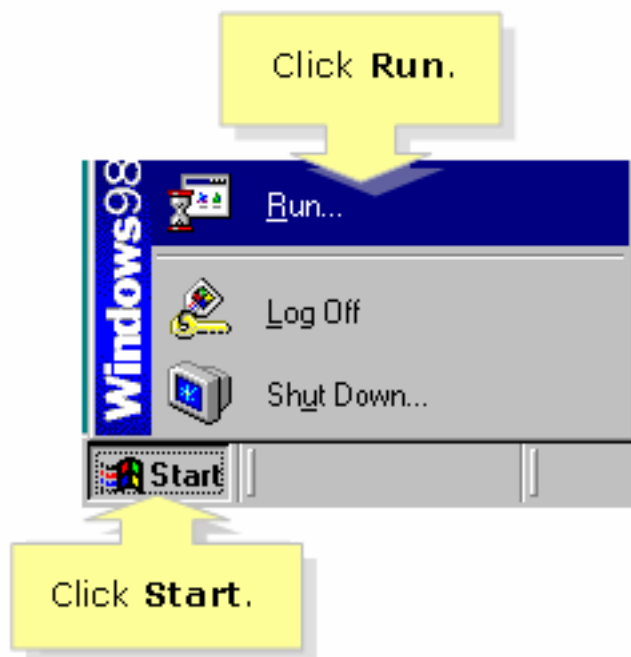 Click Run.
Windows98
Run...
Log Off
Shut Down...
Start
Click Start.